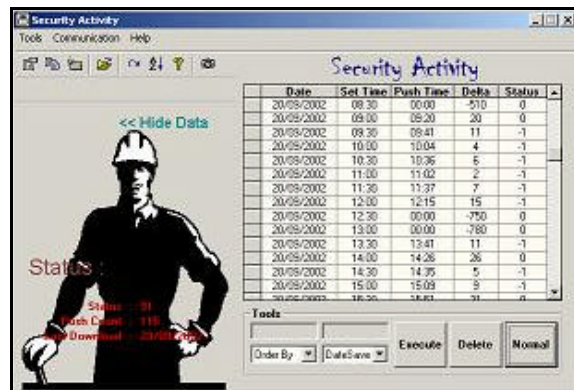 Security Activity
Tools Communication Help
Security Activity
<< Hide Data
Date Set Time Push Time Delta Status
20/09/2002 08:30 00:00 -510 0
20/09/2002 09:00 09:20 20 0
20/09/2002 09:30 09:41 11 -1
20/09/2002 10:00 10:04 4 -1
20/09/2002 10:30 10:36 6 -1
20/09/2002 11:00 11:02 2 -1
20/09/2002 11:30 11:37 7 -1
20/09/2002 12:00 12:15 15 -1
20/09/2002 12:30 00:00 -750 0
20/09/2002 13:00 00:00 -780 0
20/09/2002 13:30 13:41 11 -1
20/09/2002 14:00 14:26 26 0
20/09/2002 14:30 14:35 5 -1
20/09/2002 15:00 15:09 9 -1
Status :
Status :
Push Count :
Last Download :
Tools
Order By DateSave
Execute Delete Normal